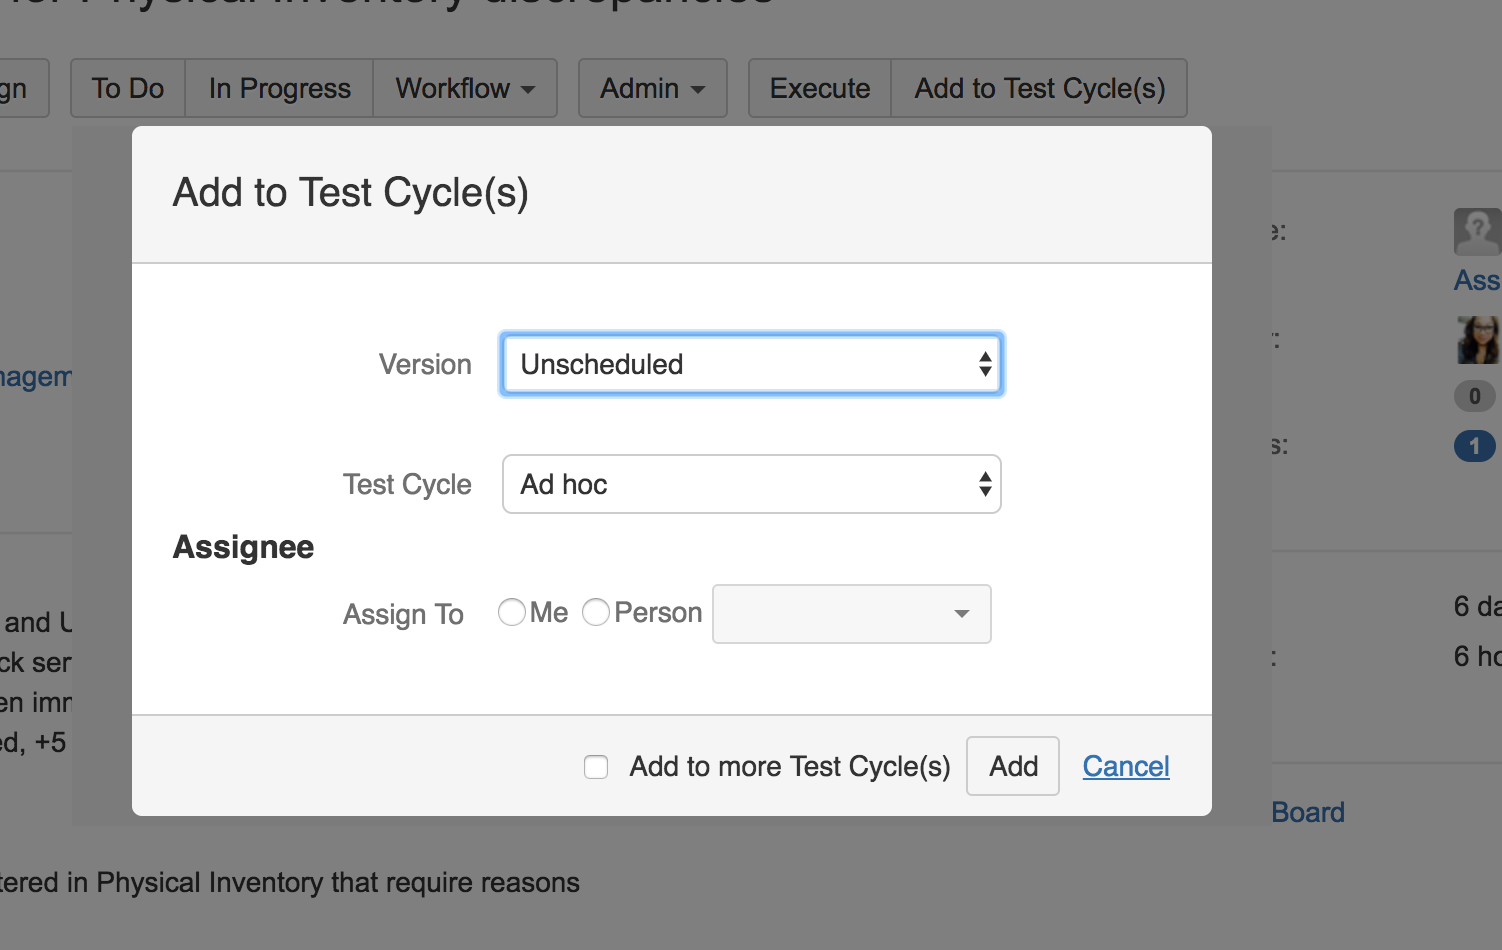 for Physical Inventory discrepancies
gn To Do In Progress Workflow Admin Execute Add to Test Cycle(s)
Add to Test Cycle(s)
e:
Ass
Version Unscheduled
nagem
0
s: 1
Test Cycle Ad hoc
Assignee
Assign To Me Person
6 da
and U
ck ser
6 ho
en imm
ed, +5
Add to more Test Cycle(s) Add Cancel
Board
tered in Physical Inventory that require reasons